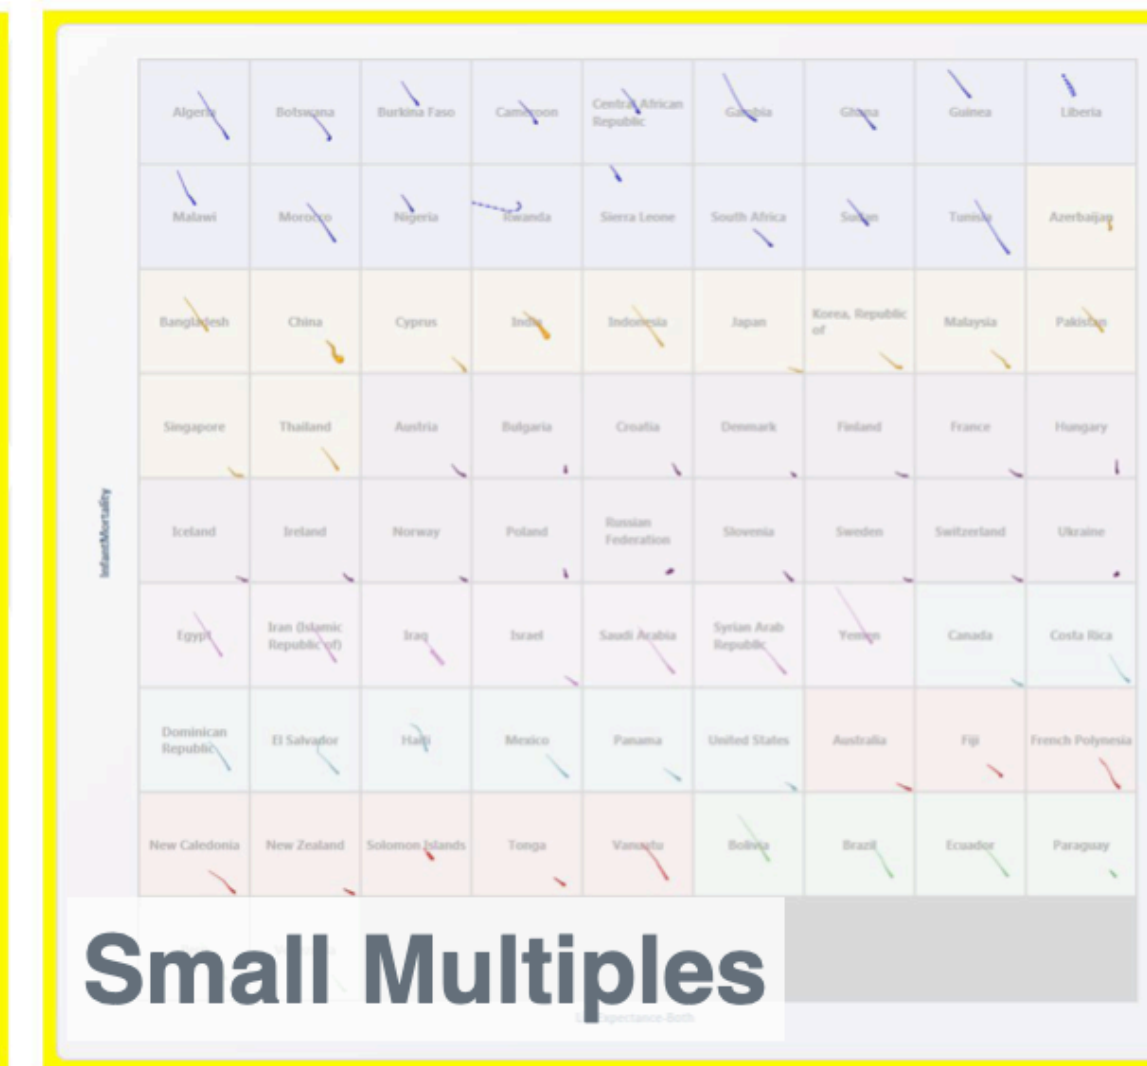 Algeria Botswana Burkina Faso Cameroon Central African Republic Gambia Ghana Guinea Liberia
Malawi Morocco Nigeria Rwanda Sierra Leone South Africa Sudan Tunisia Azerbaijan
Bangladesh China Cyprus India Indonesia Japan Korea, Republic of Malaysia Pakistan
Singapore Thailand Austria Bulgaria Croatia Denmark Finland France Hungary
Iceland Ireland Norway Poland Russian Federation Slovenia Sweden Switzerland Ukraine
InfantMortality
Egypt Iran (Islamic Republic of) Iraq Israel Saudi Arabia Syrian Arab Republic Yemen Canada Costa Rica
Dominican Republic El Salvador Haiti Mexico Panama United States Australia Fiji French Polynesia
New Caledonia New Zealand Solomon Islands Tonga Vanuatu Bolivia Brazil Ecuador Paraguay
Small Multiples